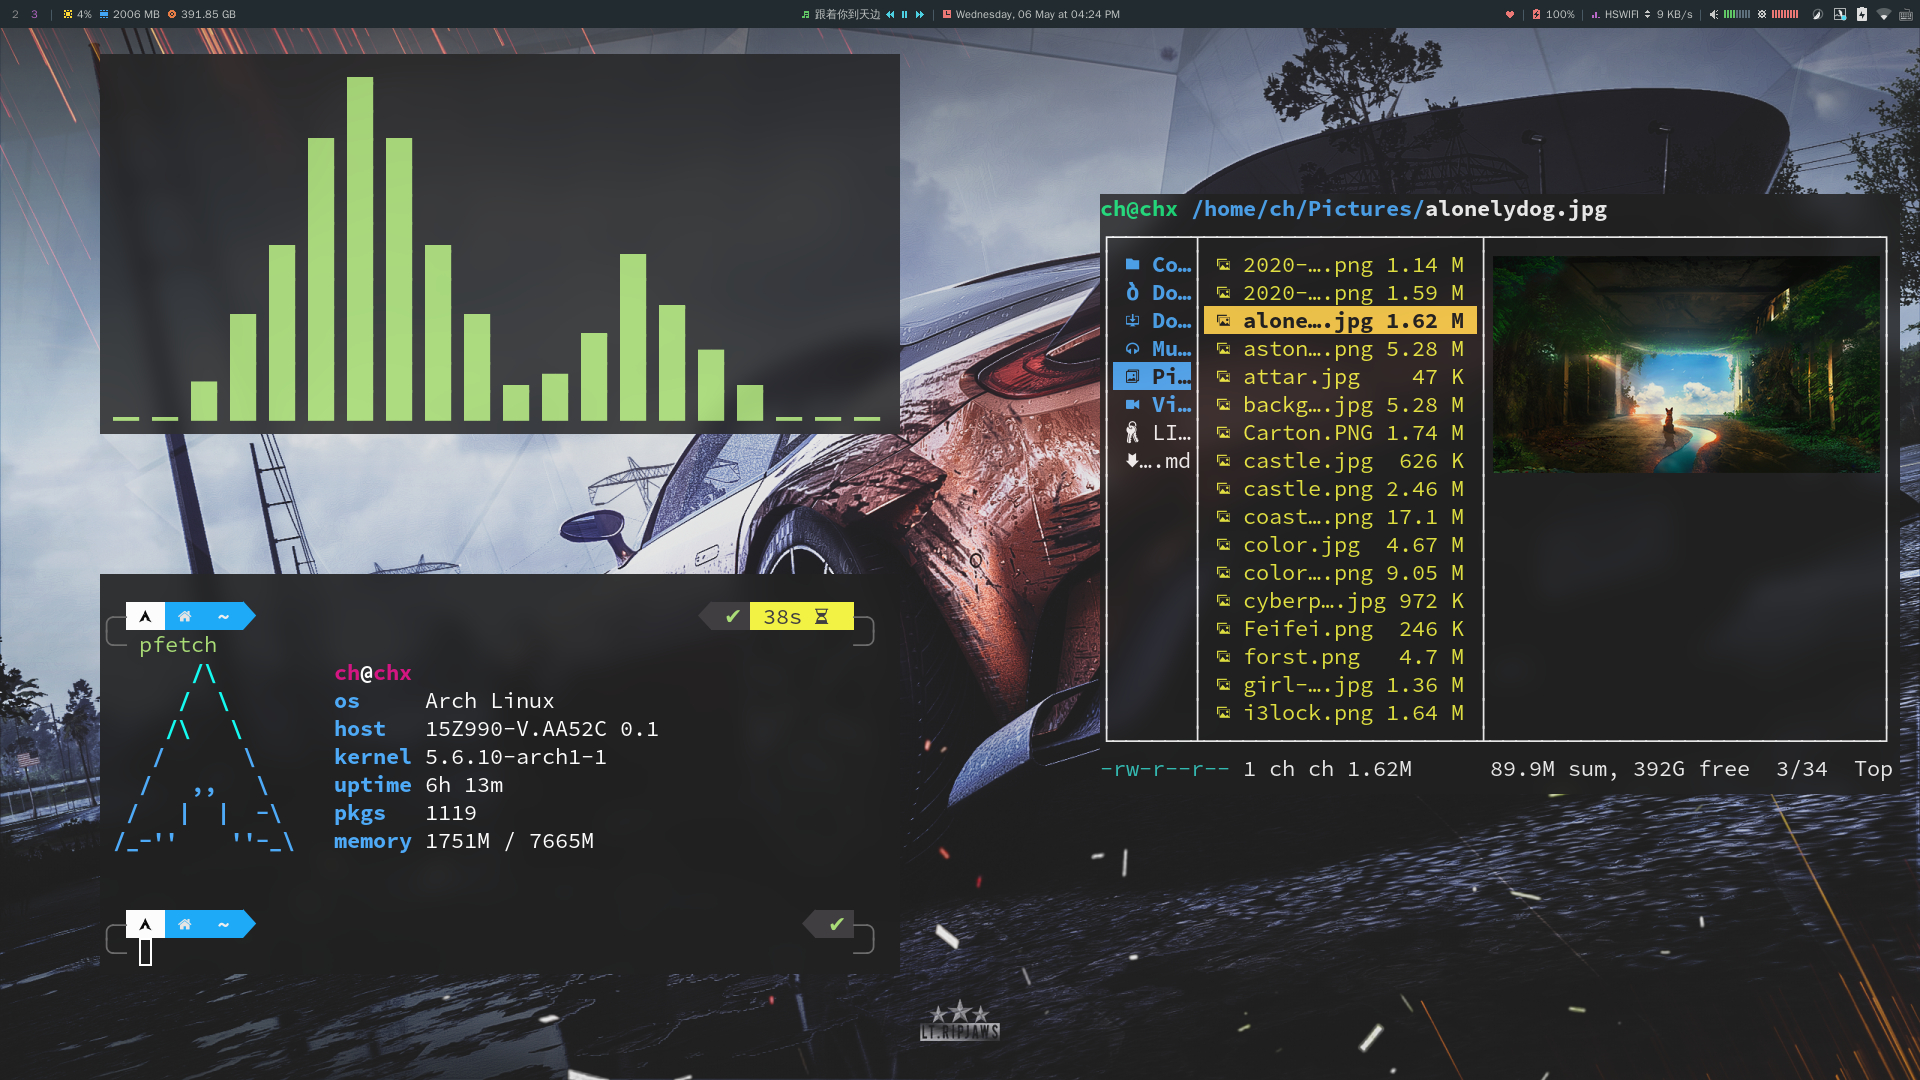 2 3 | 4% 2006 MB 391.85 GB
跟着你到天边 | Wednesday, 06 May at 04:24 PM
| 100% | HSWIFI 9 KB/s |
ch@chx /home/ch/Pictures/alonelydog.jpg
Co…
Do…
Do…
Mu…
Pi…
Vi…
LI…
….md
2020-….png 1.14 M
2020-….png 1.59 M
alone….jpg 1.62 M
aston….png 5.28 M
attar.jpg 47 K
backg….jpg 5.28 M
Carton.PNG 1.74 M
castle.jpg 626 K
castle.png 2.46 M
coast….png 17.1 M
color.jpg 4.67 M
color….png 9.05 M
cyberp….jpg 972 K
Feifei.png 246 K
forst.png 4.7 M
girl-….jpg 1.36 M
i3lock.png 1.64 M
-rw-r--r-- 1 ch ch 1.62M 89.9M sum, 392G free 3/34 Top
~ ✔ 38s
pfetch
ch@chx
os Arch Linux
host 15Z990-V.AA52C 0.1
kernel 5.6.10-arch1-1
uptime 6h 13m
pkgs 1119
memory 1751M / 7665M
~ ✔
LT.RIPJAWS